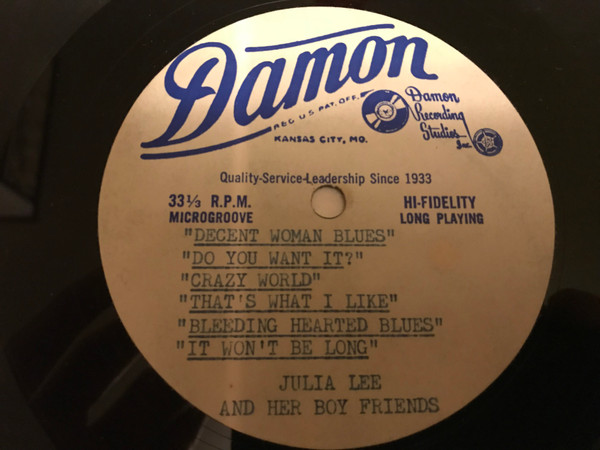 Damon
REG U.S. PAT. OFF.
KANSAS CITY, MO.
Damon
Recording
Studios
Inc.
Quality-Service-Leadership Since 1933
33⅓ R.P.M.
MICROGROOVE
HI-FIDELITY
LONG PLAYING
"DECENT WOMAN BLUES"
"DO YOU WANT IT?"
"CRAZY WORLD"
"THAT'S WHAT I LIKE"
"BLEEDING HEARTED BLUES"
"IT WON'T BE LONG"
JULIA LEE
AND HER BOY FRIENDS